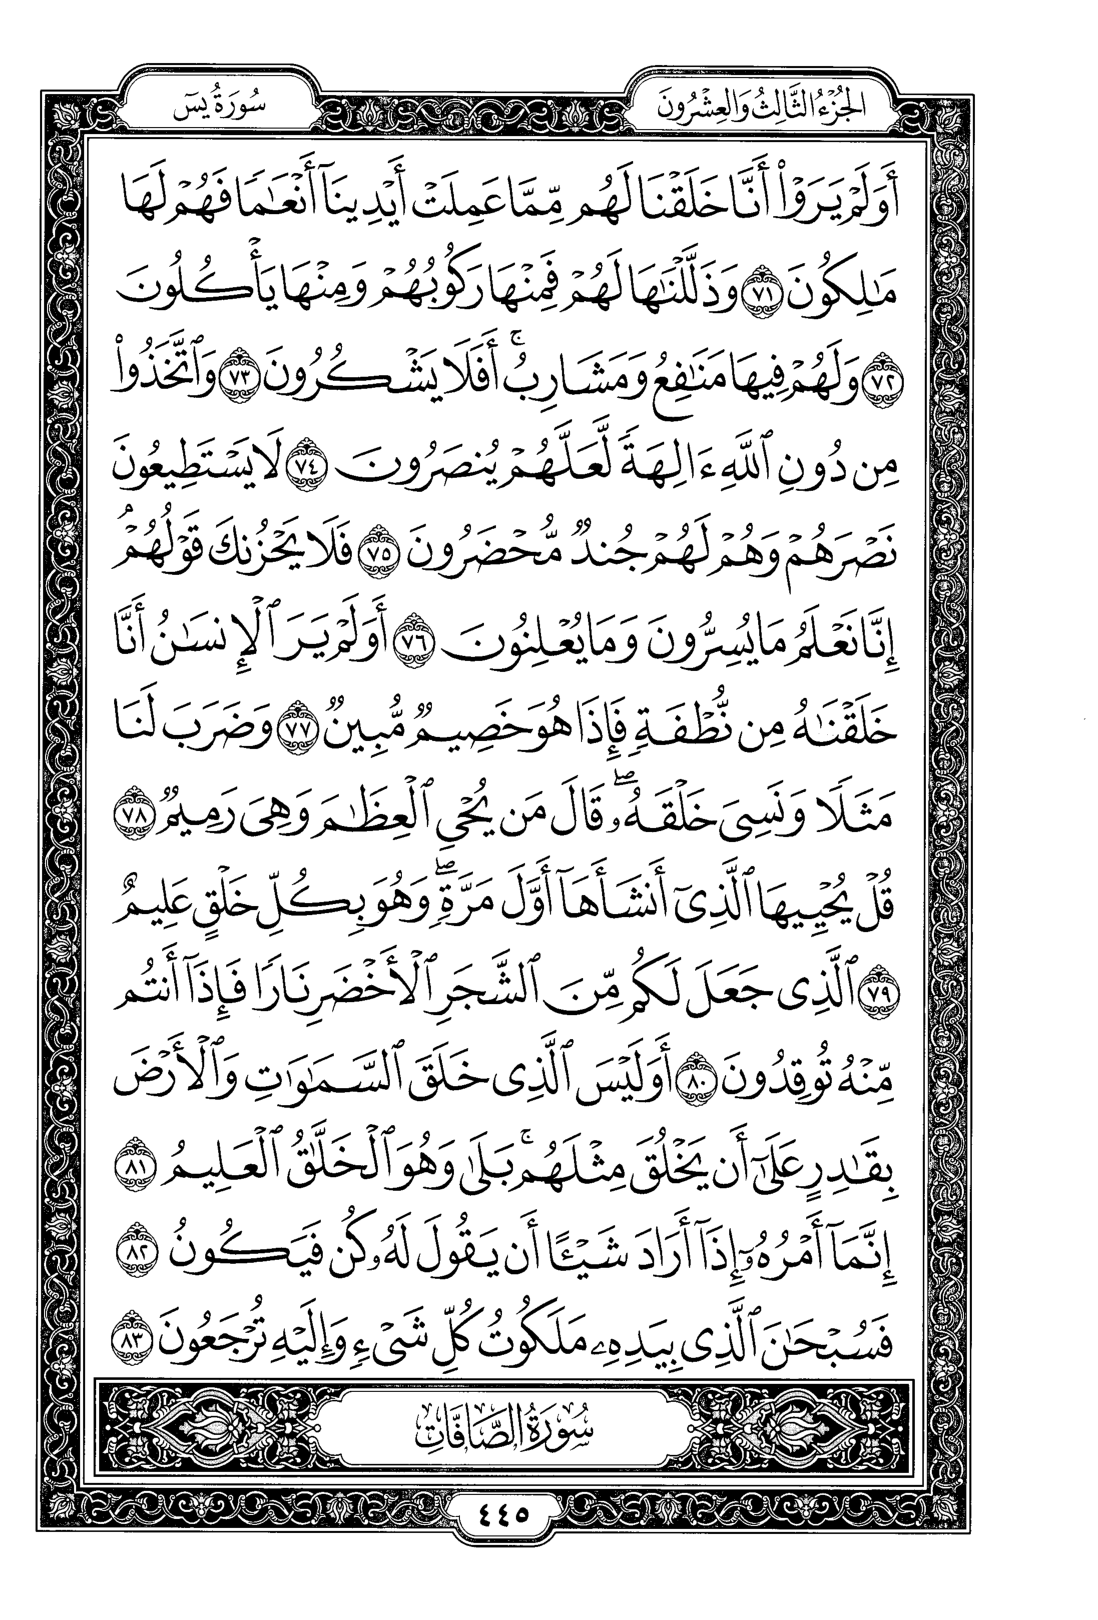 الجُزْءُ الثَّالِثُ وَالعِشْرُونَ
سُورَةُ يسٓ
أَوَلَمْ يَرَوْا۟ أَنَّا خَلَقْنَا لَهُم مِّمَّا عَمِلَتْ أَيْدِينَآ أَنْعَـٰمًا فَهُمْ لَهَا
مَـٰلِكُونَ ٧١ وَذَلَّلْنَـٰهَا لَهُمْ فَمِنْهَا رَكُوبُهُمْ وَمِنْهَا يَأْكُلُونَ
٧٢ وَلَهُمْ فِيهَا مَنَـٰفِعُ وَمَشَارِبُ ۚ أَفَلَا يَشْكُرُونَ ٧٣ وَٱتَّخَذُوا۟
مِن دُونِ ٱللَّهِ ءَالِهَةً لَّعَلَّهُمْ يُنصَرُونَ ٧٤ لَا يَسْتَطِيعُونَ
نَصْرَهُمْ وَهُمْ لَهُمْ جُندٌ مُّحْضَرُونَ ٧٥ فَلَا يَحْزُنكَ قَوْلُهُمْ ۘ
إِنَّا نَعْلَمُ مَا يُسِرُّونَ وَمَا يُعْلِنُونَ ٧٦ أَوَلَمْ يَرَ ٱلْإِنسَـٰنُ أَنَّا
خَلَقْنَـٰهُ مِن نُّطْفَةٍ فَإِذَا هُوَ خَصِيمٌ مُّبِينٌ ٧٧ وَضَرَبَ لَنَا
مَثَلًا وَنَسِىَ خَلْقَهُۥ ۖ قَالَ مَن يُحْىِ ٱلْعِظَـٰمَ وَهِىَ رَمِيمٌ ٧٨
قُلْ يُحْيِيهَا ٱلَّذِىٓ أَنشَأَهَآ أَوَّلَ مَرَّةٍ ۖ وَهُوَ بِكُلِّ خَلْقٍ عَلِيمٌ
٧٩ ٱلَّذِى جَعَلَ لَكُم مِّنَ ٱلشَّجَرِ ٱلْأَخْضَرِ نَارًا فَإِذَآ أَنتُم
مِّنْهُ تُوقِدُونَ ٨٠ أَوَلَيْسَ ٱلَّذِى خَلَقَ ٱلسَّمَـٰوَٰتِ وَٱلْأَرْضَ
بِقَـٰدِرٍ عَلَىٰٓ أَن يَخْلُقَ مِثْلَهُم ۚ بَلَىٰ وَهُوَ ٱلْخَلَّـٰقُ ٱلْعَلِيمُ ٨١
إِنَّمَآ أَمْرُهُۥٓ إِذَآ أَرَادَ شَيْـًٔا أَن يَقُولَ لَهُۥ كُن فَيَكُونُ ٨٢
فَسُبْحَـٰنَ ٱلَّذِى بِيَدِهِۦ مَلَكُوتُ كُلِّ شَىْءٍ وَإِلَيْهِ تُرْجَعُونَ ٨٣
سُورَةُ الصَّافَّاتِ
٤٤٥